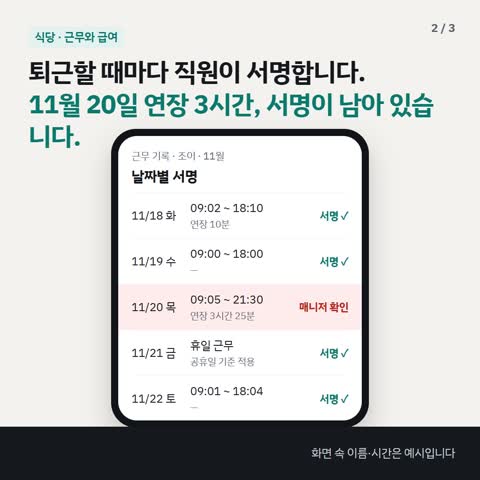 식당 · 근무와 급여
2 / 3
퇴근할 때마다 직원이 서명합니다.
11월 20일 연장 3시간, 서명이 남아 있습
니다.
근무 기록 · 조이 · 11월
날짜별 서명
11/18 화 09:02 ~ 18:10 서명 ✓
연장 10분
11/19 수 09:00 ~ 18:00 서명 ✓
—
11/20 목 09:05 ~ 21:30 매니저 확인
연장 3시간 25분
11/21 금 휴일 근무 서명 ✓
공휴일 기준 적용
11/22 토 09:01 ~ 18:04 서명 ✓
—
화면 속 이름·시간은 예시입니다